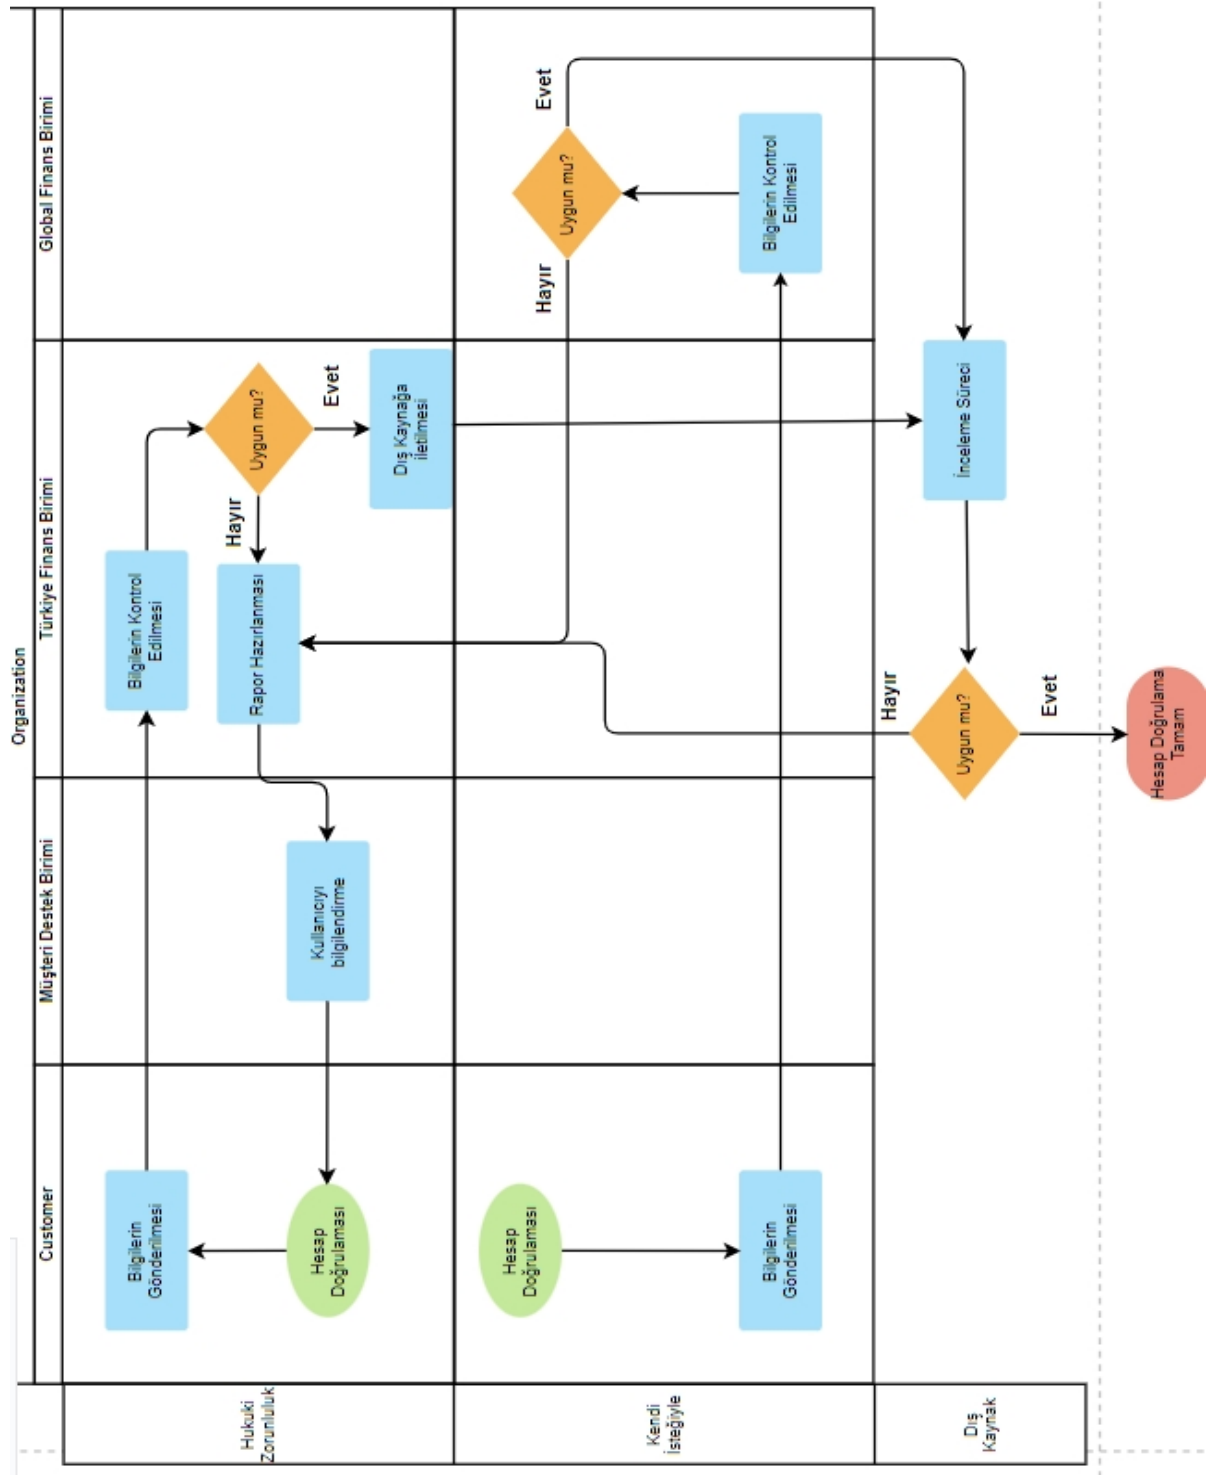 Organization
Customer
Müşteri Destek Birimi
Türkiye Finans Birimi
Global Finans Birimi
Hukuki
Zorunluluk
Bilgilerin
Gönderilmesi
Hesap
Doğrulaması
Kullanıcıyı
bilgilendirme
Bilgilerin Kontrol
Edilmesi
Rapor Hazırlanması
Hayır
Uygun mu?
Evet
Dış Kaynağa
iletilmesi
Kendi
İsteğiyle
Hesap
Doğrulaması
Bilgilerin
Gönderilmesi
Hayır
Uygun mu?
Evet
Bilgilerin Kontrol
Edilmesi
Dış
Kaynak
Hayır
Uygun mu?
Evet
İnceleme Süreci
Hesap Doğrulama
Tamam